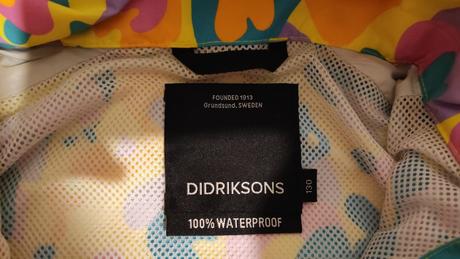 FOUNDED 1913
Grundsund, SWEDEN
DIDRIKSONS
130
100% WATERPROOF